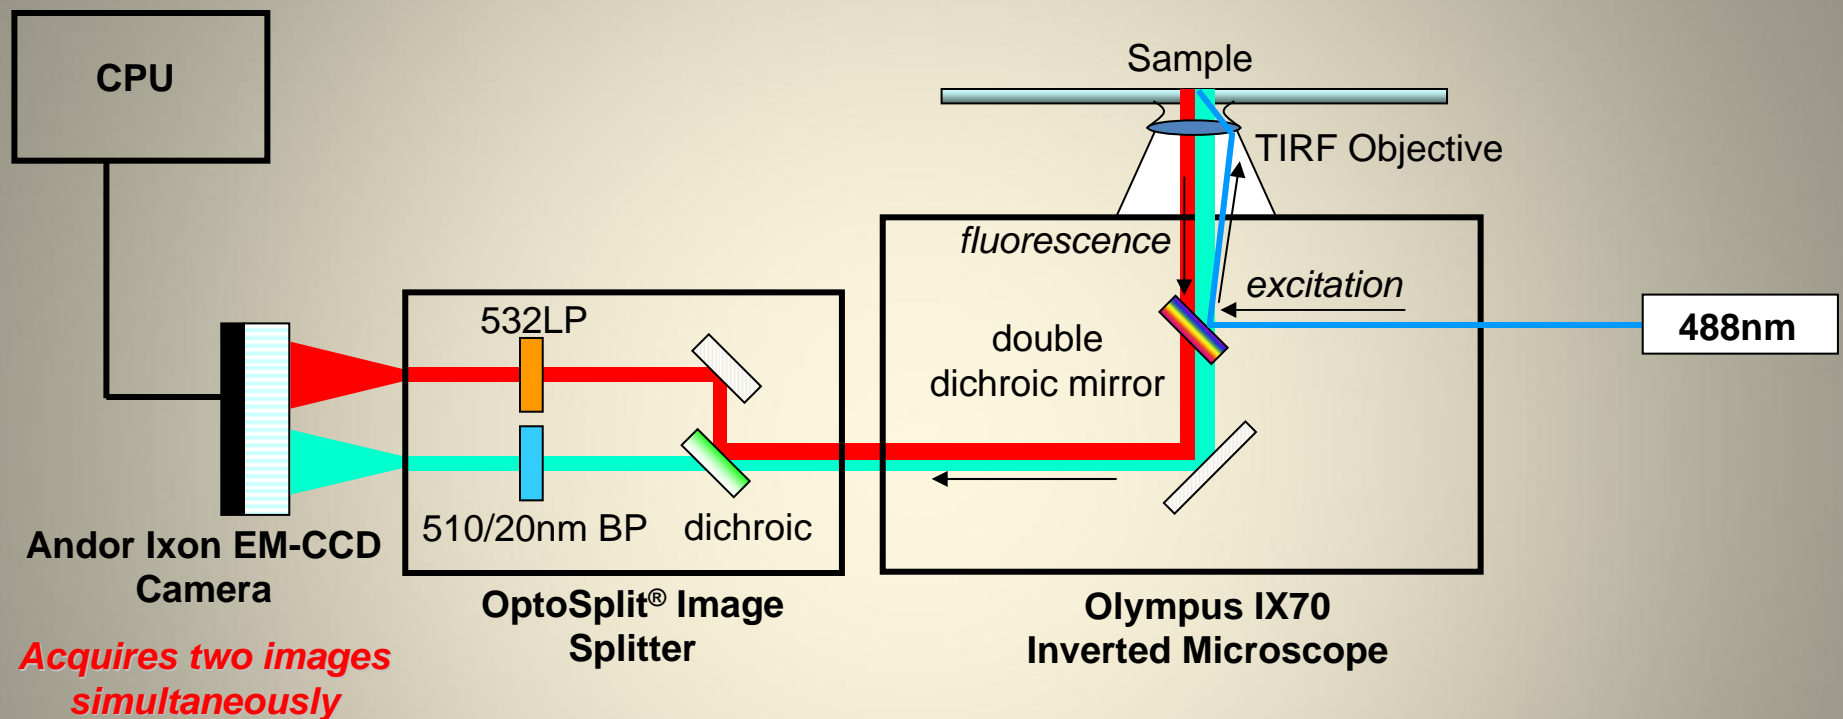 CPU
Sample
TIRF Objective
fluorescence
excitation
488nm
double
dichroic mirror
532LP
510/20nm BP
dichroic
Andor Ixon EM-CCD
Camera
OptoSplit® Image
Splitter
Olympus IX70
Inverted Microscope
Acquires two images
simultaneously